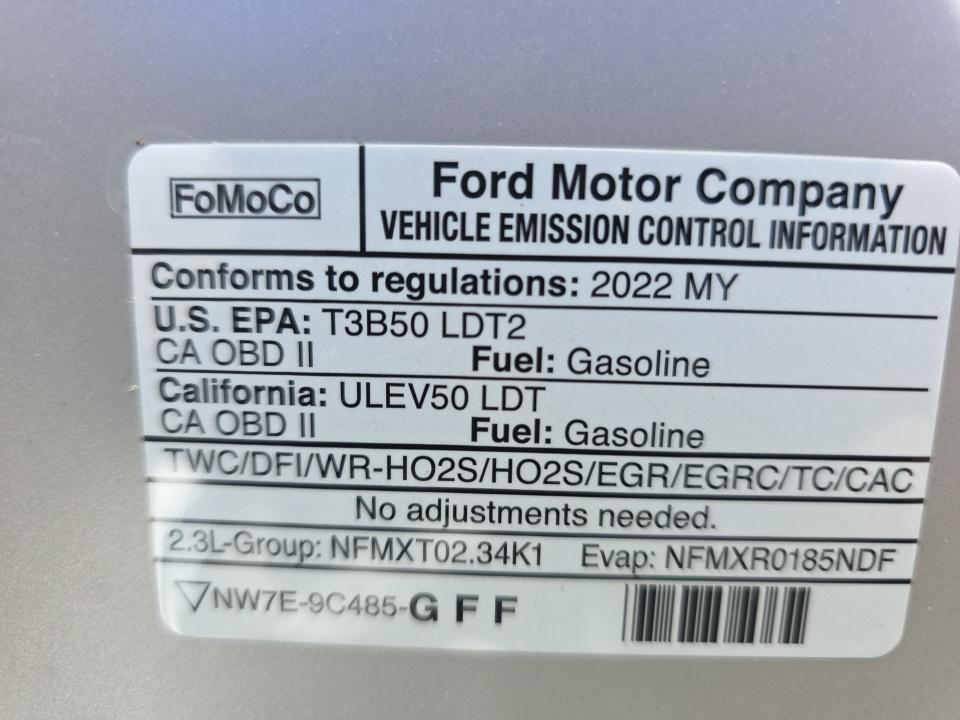 FoMoCo
Ford Motor Company
VEHICLE EMISSION CONTROL INFORMATION
Conforms to regulations: 2022 MY
U.S. EPA: T3B50 LDT2
CA OBD II Fuel: Gasoline
California: ULEV50 LDT
CA OBD II Fuel: Gasoline
TWC/DFI/WR-HO2S/HO2S/EGR/EGRC/TC/CAC
No adjustments needed.
2.3L-Group: NFMXT02.34K1 Evap: NFMXR0185NDF
NW7E-9C485-G F F